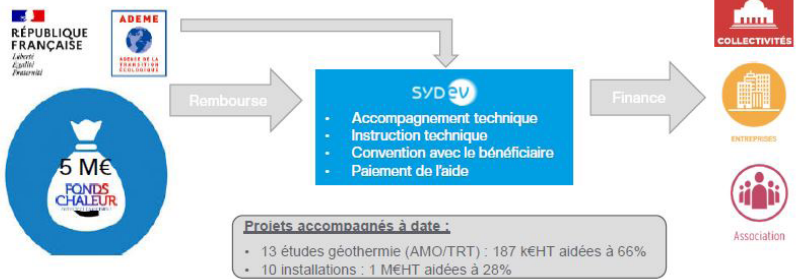 RÉPUBLIQUE
FRANÇAISE
Liberté
Égalité
Fraternité
ADEME
AGENCE DE LA
TRANSITION
ÉCOLOGIQUE
5 M€
FONDS
CHALEUR
Rembourse
SYDEV
• Accompagnement technique
• Instruction technique
• Convention avec le bénéficiaire
• Paiement de l'aide
Finance
COLLECTIVITÉS
ENTREPRISES
Association
Projets accompagnés à date :
• 13 études géothermie (AMO/TRT) : 187 k€HT aidées à 66%
• 10 installations : 1 M€HT aidées à 28%